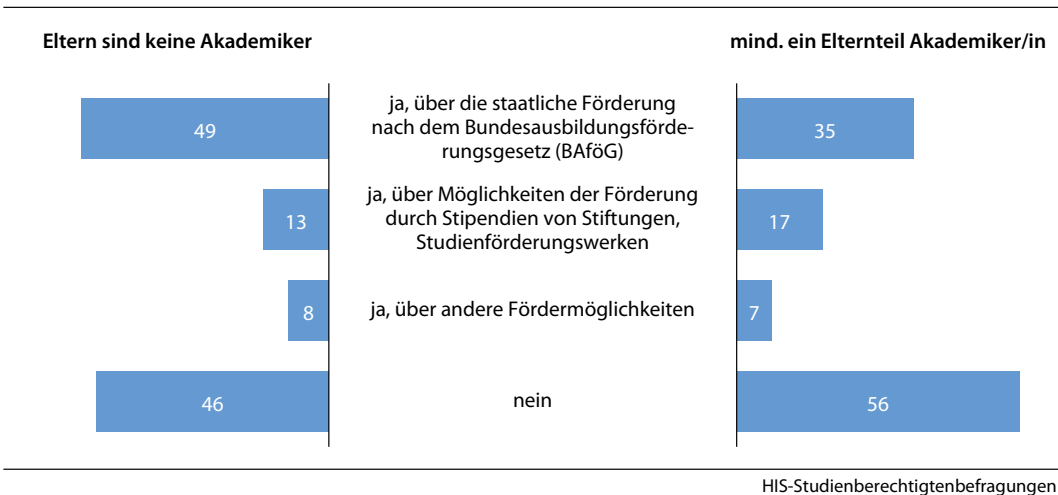 Eltern sind keine Akademiker
mind. ein Elternteil Akademiker/in
49
ja, über die staatliche Förderung
nach dem Bundesausbildungsförde-
rungsgesetz (BAföG)
35
13
ja, über Möglichkeiten der Förderung
durch Stipendien von Stiftungen,
Studienförderungswerken
17
8
ja, über andere Fördermöglichkeiten
7
46
nein
56
HIS-Studienberechtigtenbefragungen